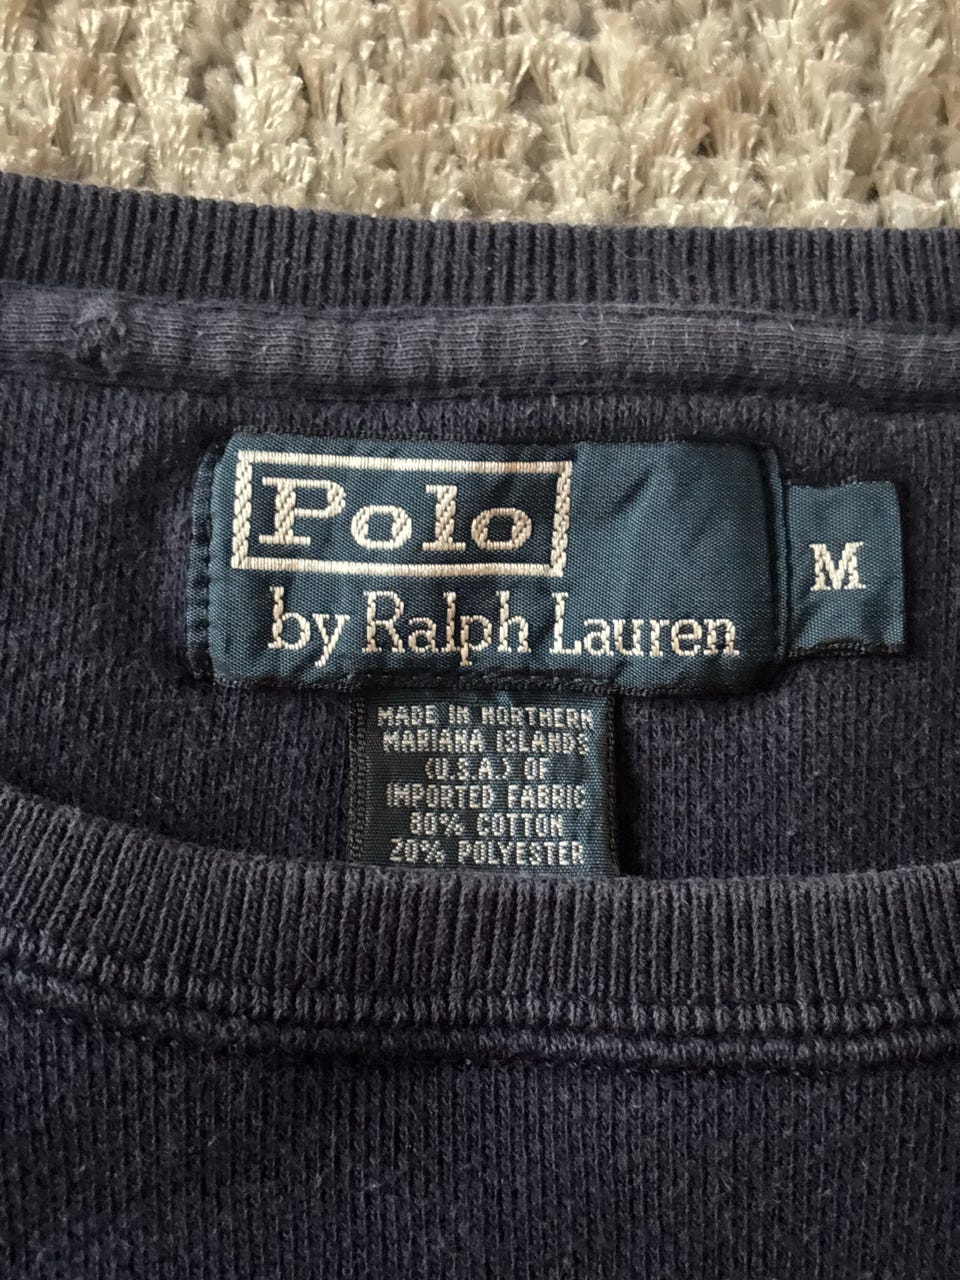 Polo
by Ralph Lauren
M
MADE IN NORTHERN
MARIANA ISLANDS
(U.S.A.) OF
IMPORTED FABRIC
80% COTTON
20% POLYESTER